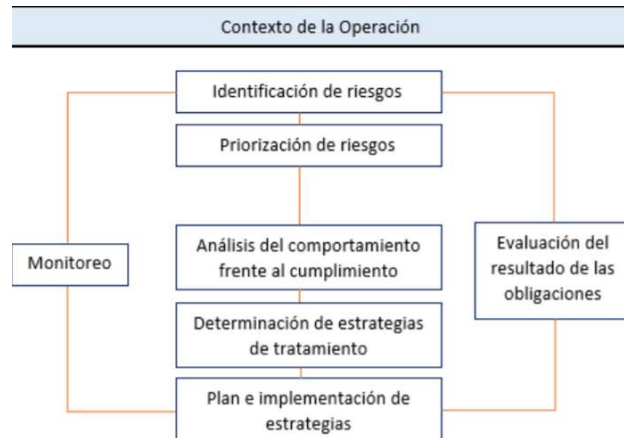 Contexto de la Operación
Identificación de riesgos
Priorización de riesgos
Monitoreo
Análisis del comportamiento
frente al cumplimiento
Evaluación del
resultado de las
obligaciones
Determinación de estrategias
de tratamiento
Plan e implementación de
estrategias